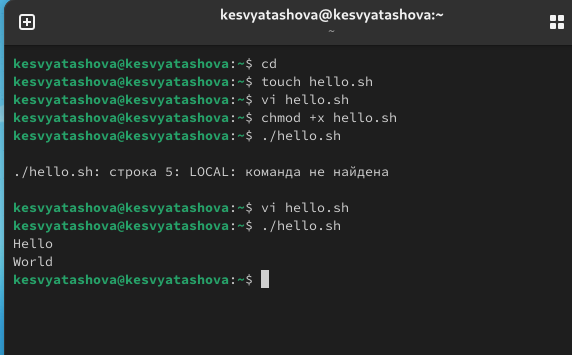 kesvyatashova@kesvyatashova:~
~
kesvyatashova@kesvyatashova:~$ cd
kesvyatashova@kesvyatashova:~$ touch hello.sh
kesvyatashova@kesvyatashova:~$ vi hello.sh
kesvyatashova@kesvyatashova:~$ chmod +x hello.sh
kesvyatashova@kesvyatashova:~$ ./hello.sh
./hello.sh: строка 5: LOCAL: команда не найдена
kesvyatashova@kesvyatashova:~$ vi hello.sh
kesvyatashova@kesvyatashova:~$ ./hello.sh
Hello
World
kesvyatashova@kesvyatashova:~$